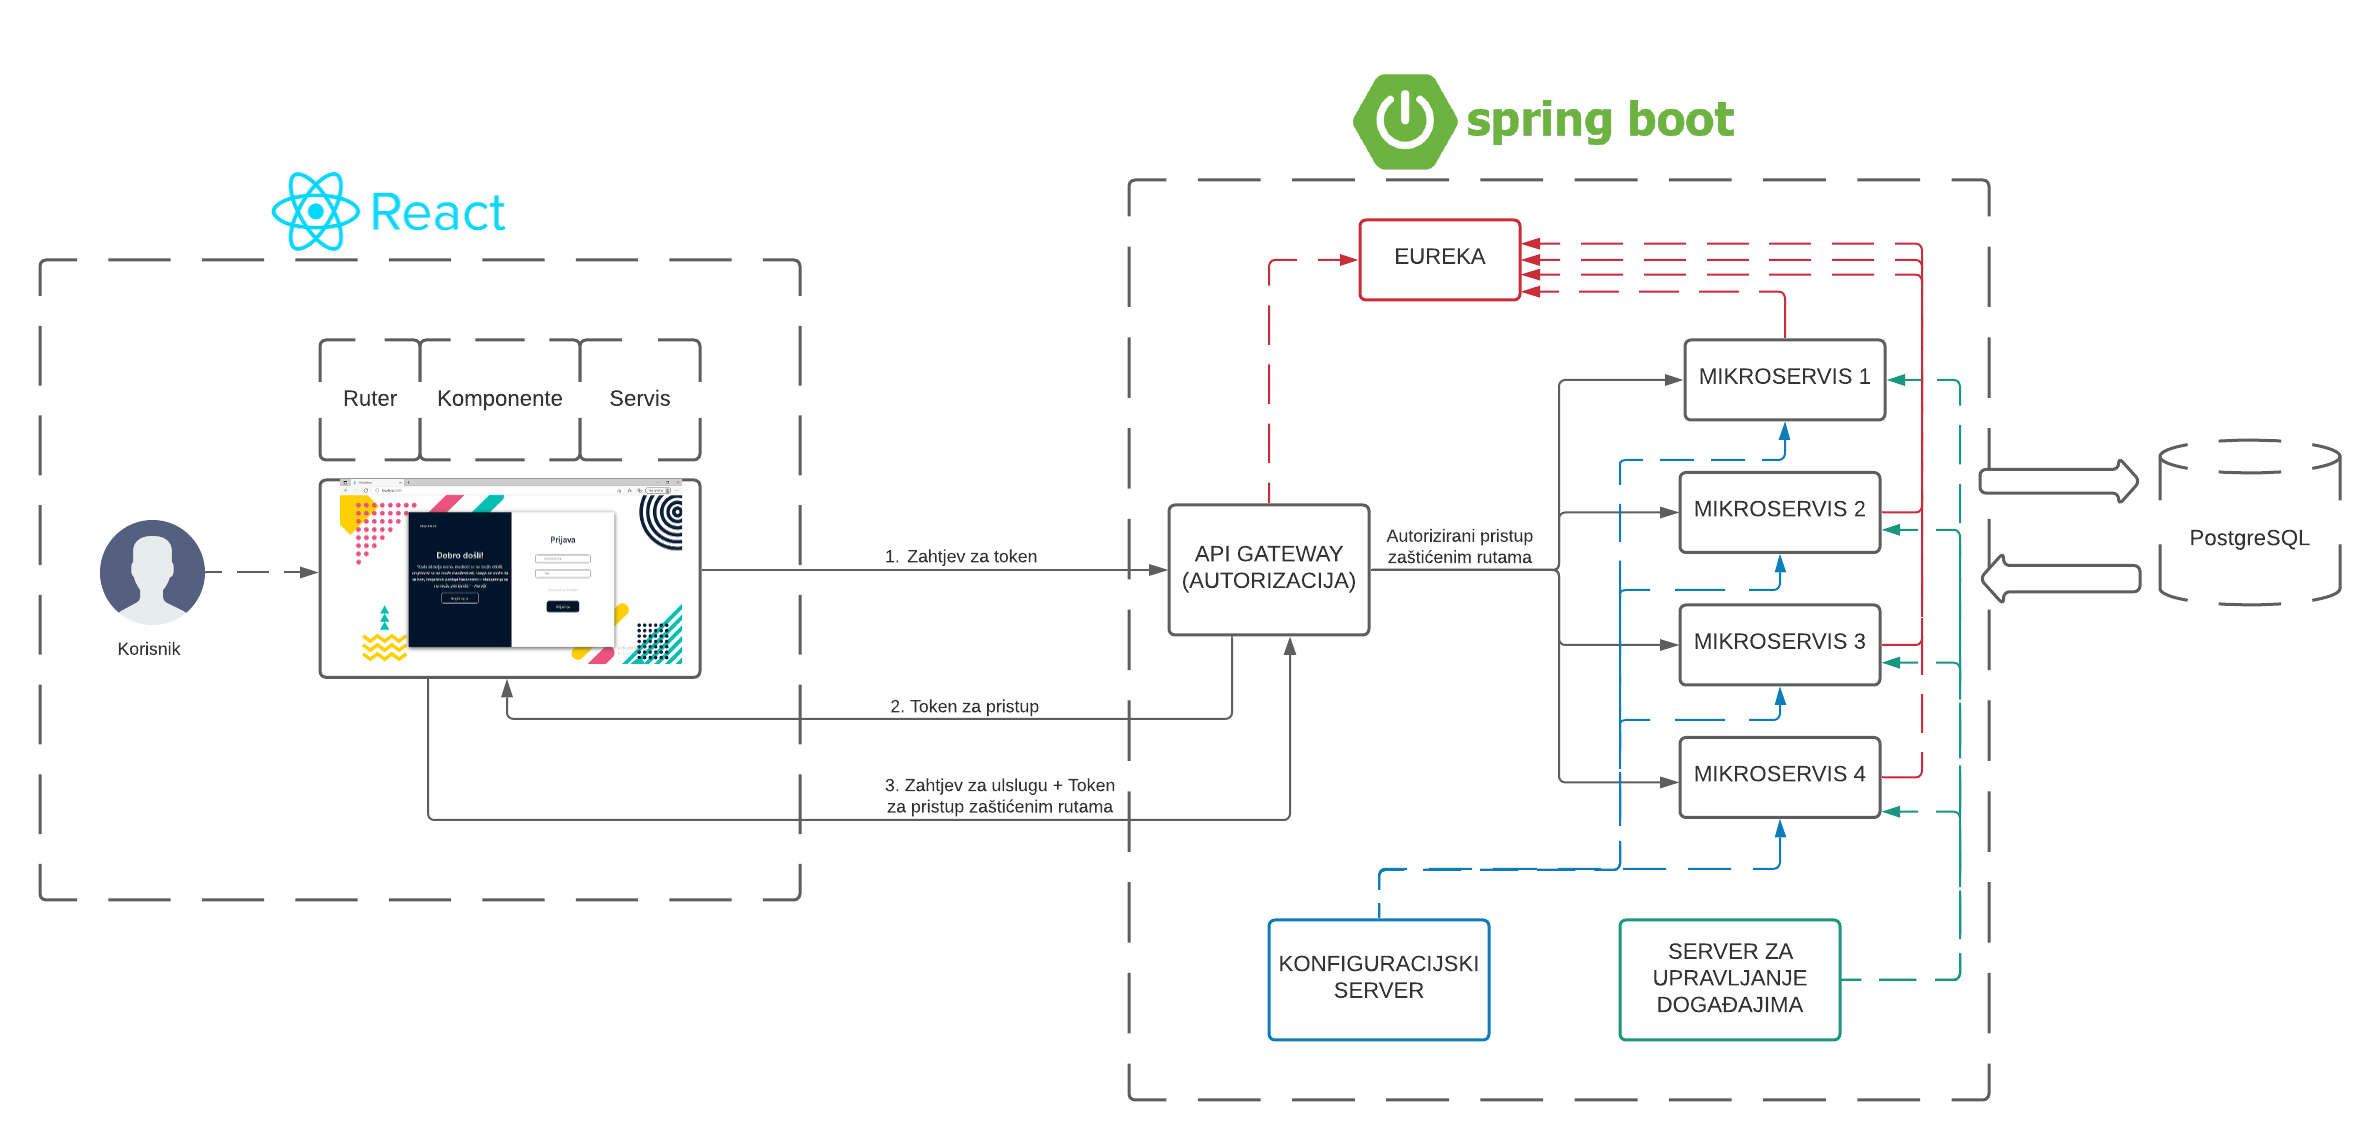 spring boot
React
EUREKA
Ruter
Komponente
Servis
MIKROSERVIS 1
MIKROSERVIS 2
MIKROSERVIS 3
MIKROSERVIS 4
PostgreSQL
Prijava
Dobro došli!
Korisnik
1. Zahtjev za token
API GATEWAY
(AUTORIZACIJA)
Autorizirani pristup
zaštićenim rutama
2. Token za pristup
3. Zahtjev za ulslugu + Token
za pristup zaštićenim rutama
KONFIGURACIJSKI
SERVER
SERVER ZA
UPRAVLJANJE
DOGAĐAJIMA